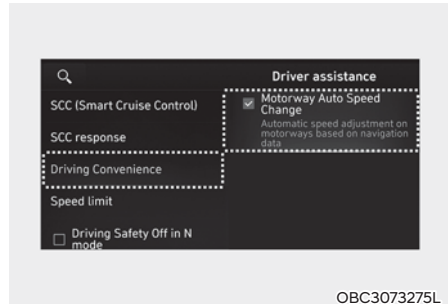 Driver assistance
SCC (Smart Cruise Control)
SCC response
Driving Convenience
Speed limit
Driving Safety Off in N
mode
Motorway Auto Speed
Change
Automatic speed adjustment on
motorways based on navigation
data
OBC3073275L